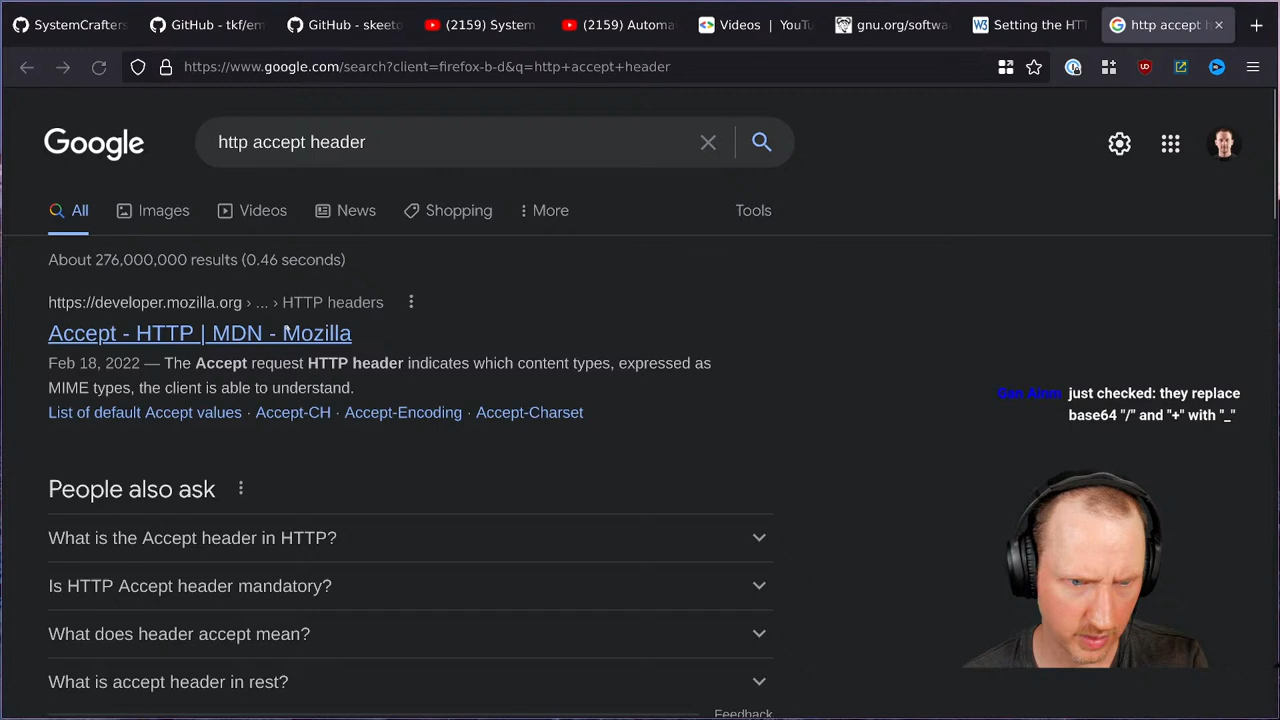 SystemCrafters
GitHub - tkf/em
GitHub - skeeto
(2159) System
(2159) Automa
Videos | YouTu
gnu.org/softwa
Setting the HTT
http accept h
https://www.google.com/search?client=firefox-b-d&q=http+accept+header
Google
http accept header
All
Images
Videos
News
Shopping
More
Tools
About 276,000,000 results (0.46 seconds)
https://developer.mozilla.org › ... › HTTP headers
Accept - HTTP | MDN - Mozilla
Feb 18, 2022 — The Accept request HTTP header indicates which content types, expressed as
MIME types, the client is able to understand.
List of default Accept values · Accept-CH · Accept-Encoding · Accept-Charset
just checked: they replace
base64 "/" and "+" with "_"
People also ask
What is the Accept header in HTTP?
Is HTTP Accept header mandatory?
What does header accept mean?
What is accept header in rest?
Feedback